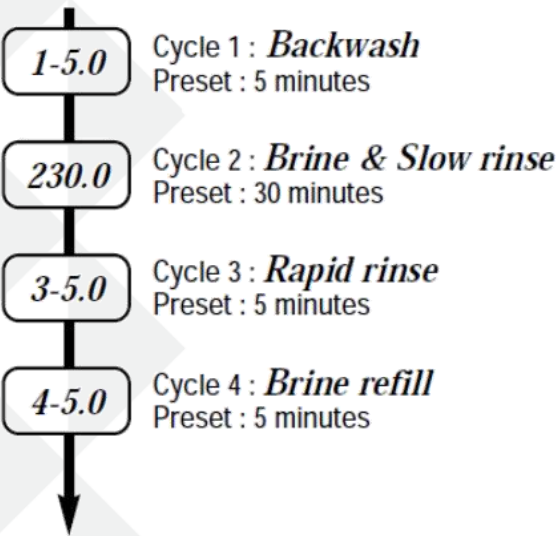 1-5.0
Cycle 1 : Backwash
Preset : 5 minutes
230.0
Cycle 2 : Brine & Slow rinse
Preset : 30 minutes
3-5.0
Cycle 3 : Rapid rinse
Preset : 5 minutes
4-5.0
Cycle 4 : Brine refill
Preset : 5 minutes